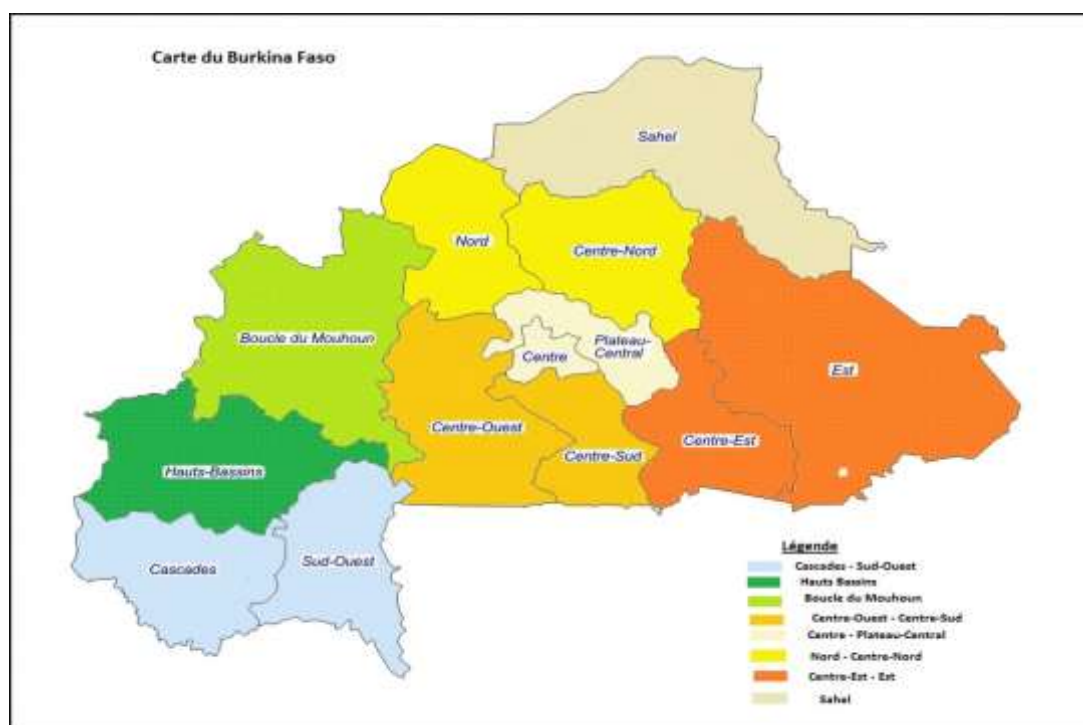 Carte du Burkina Faso
Sahel
Nord
Centre-Nord
Boucle du Mouhoun
Plateau-
Central
Centre
Est
Centre-Ouest
Centre-Est
Centre-Sud
Hauts-Bassins
Sud-Ouest
Cascades
Légende
Cascades - Sud-Ouest
Hauts Bassins
Boucle du Mouhoun
Centre-Ouest - Centre-Sud
Centre - Plateau-Central
Nord - Centre-Nord
Centre-Est - Est
Sahel